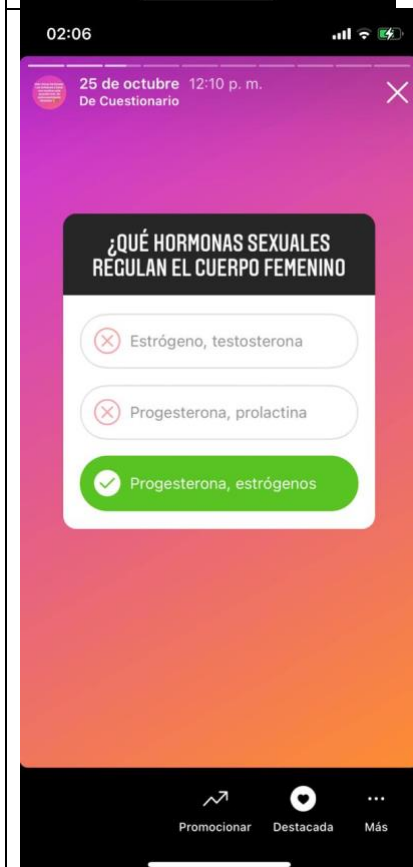 02:06
25 de octubre 12:10 p. m.
De Cuestionario
¿QUÉ HORMONAS SEXUALES
REGULAN EL CUERPO FEMENINO
Estrógeno, testosterona
Progesterona, prolactina
Progesterona, estrógenos
Promocionar Destacada Más